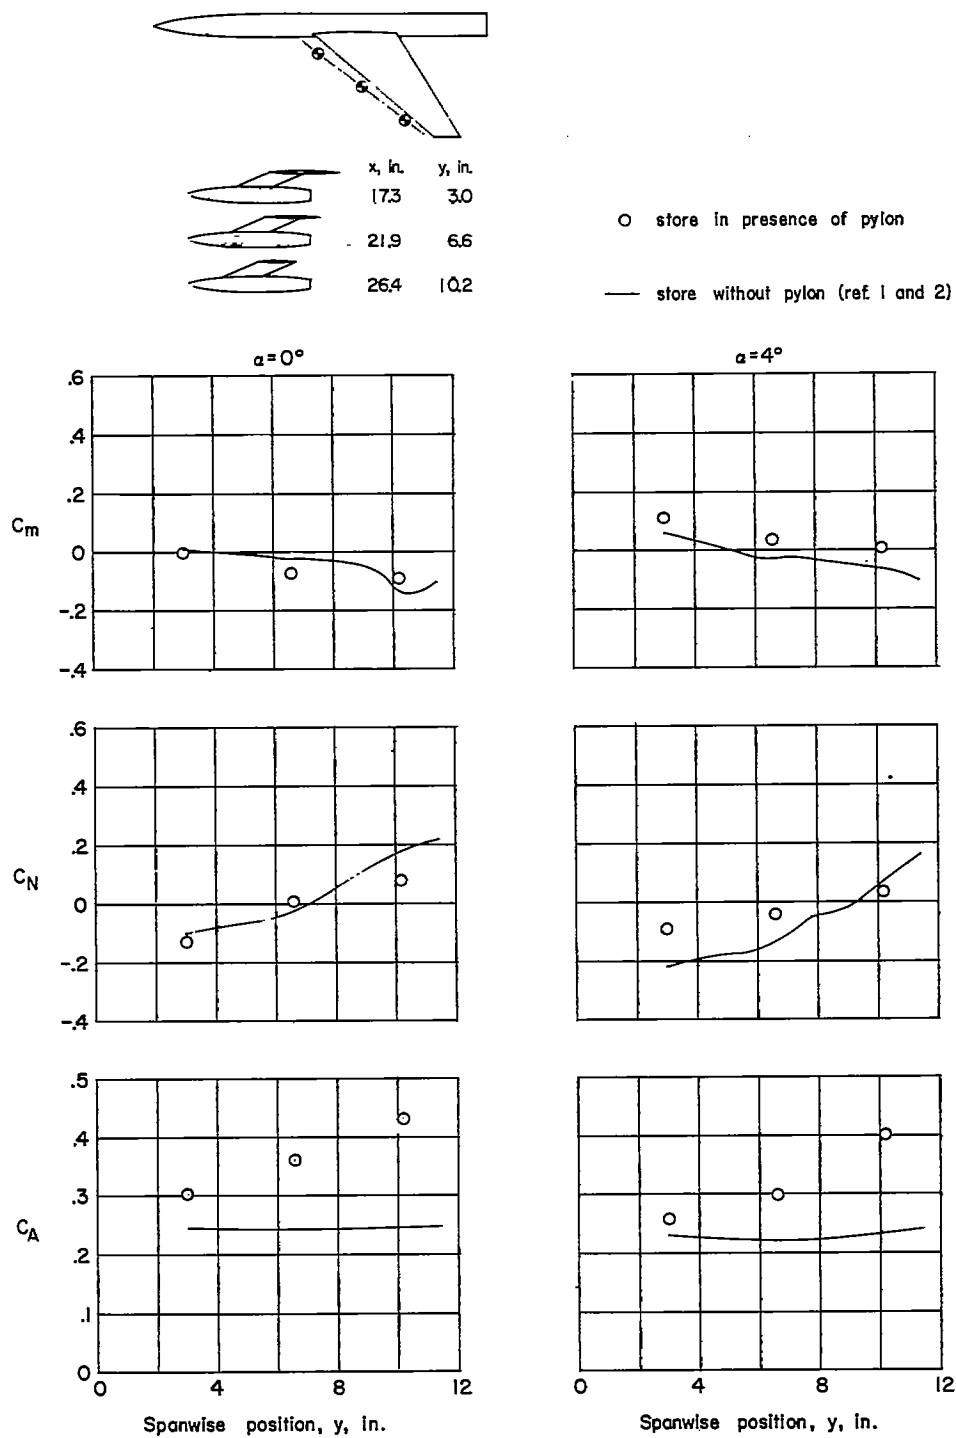 x, in. y, in.
17.3 3.0
21.9 6.6
26.4 10.2
store in presence of pylon
store without pylon (ref. 1 and 2)
α=0°
α=4°
.6
.4
.2
0
-.2
-.4
Cm
.6
.4
.2
0
-.2
-.4
CN
.5
.4
.3
.2
.1
0
CA
0 4 8 12
0 4 8 12
Spanwise position, y, in.
Spanwise position, y, in.